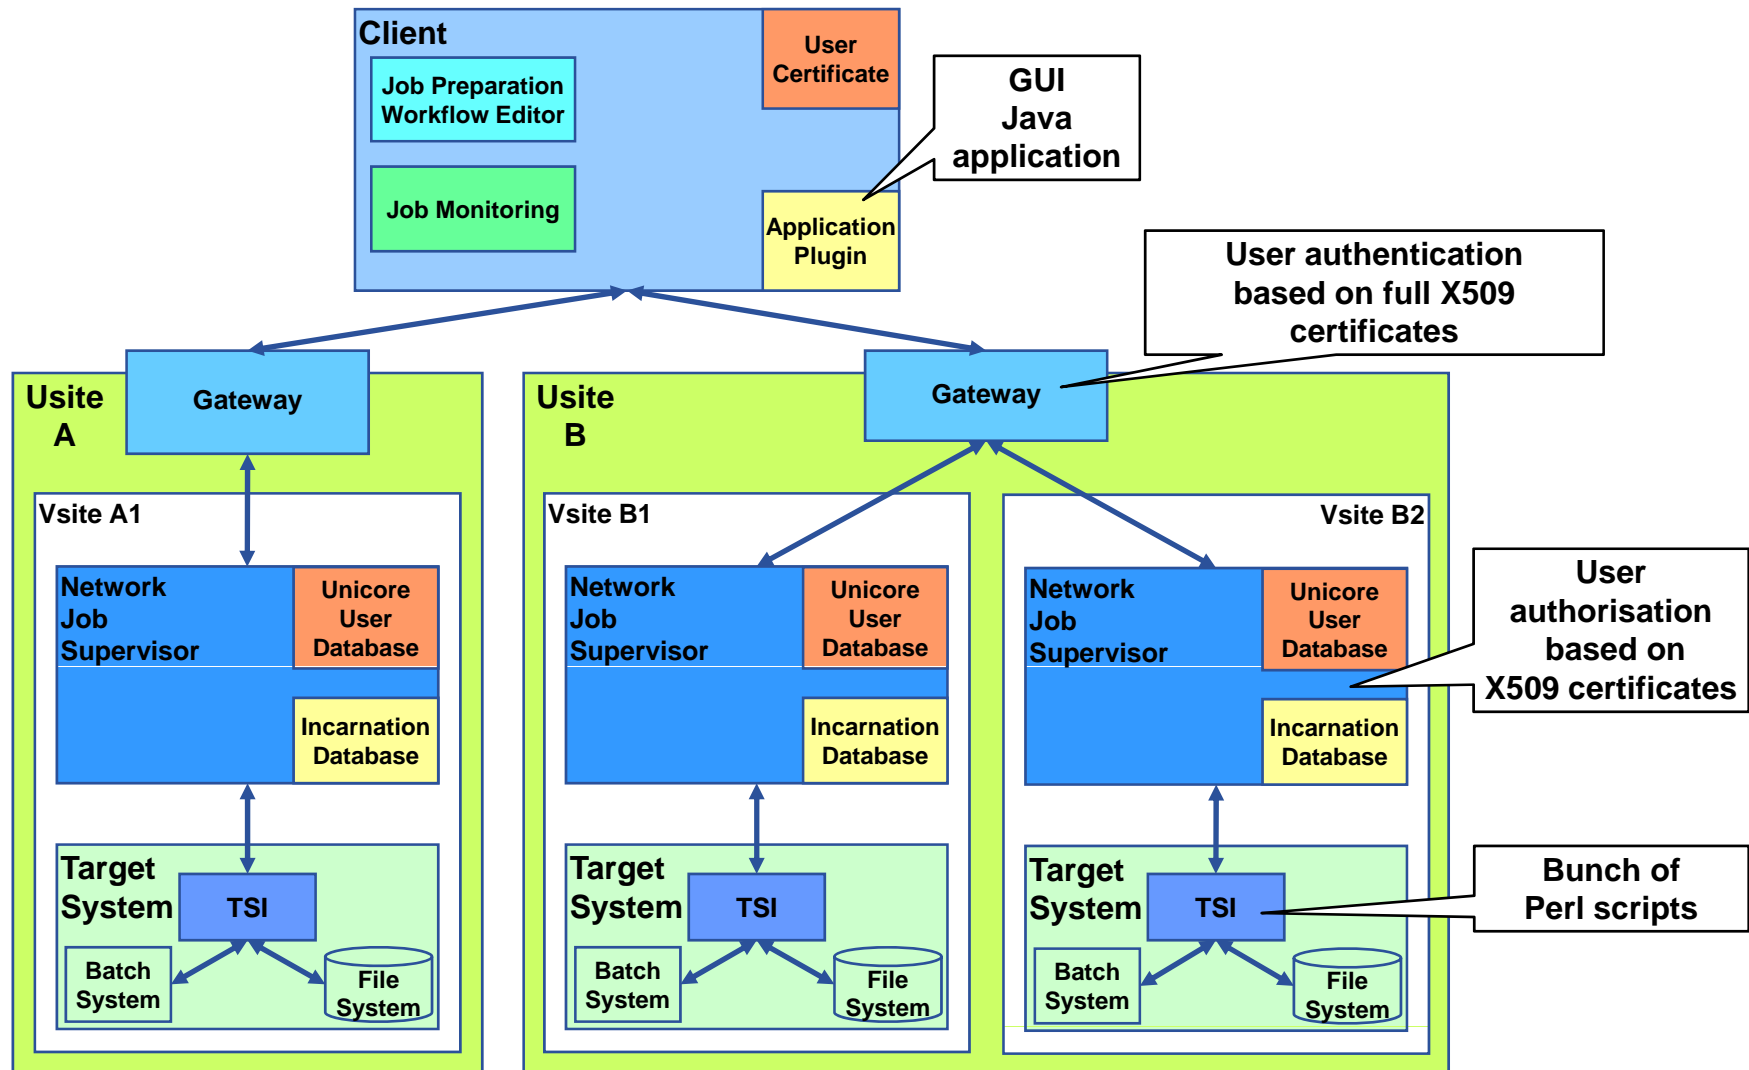 Client
User
Certificate
Job Preparation
Workflow Editor
Job Monitoring
Application
Plugin
GUI
Java
application
User authentication
based on full X509
certificates
Usite
A
Gateway
Usite
B
Gateway
Vsite A1
Network
Job
Supervisor
Unicore
User
Database
Incarnation
Database
Target
System
TSI
Batch
System
File
System
Vsite B1
Network
Job
Supervisor
Unicore
User
Database
Incarnation
Database
Target
System
TSI
Batch
System
File
System
Vsite B2
Network
Job
Supervisor
Unicore
User
Database
Incarnation
Database
Target
System
TSI
Batch
System
File
System
User
authorisation
based on
X509 certificates
Bunch of
Perl scripts